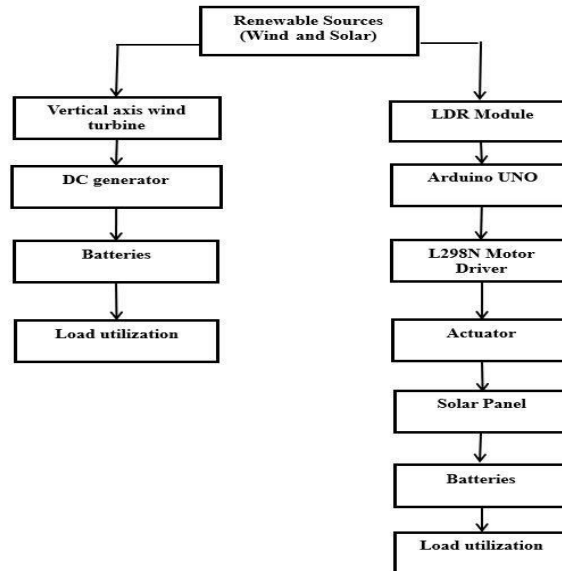 Renewable Sources
(Wind and Solar)
Vertical axis wind
turbine
DC generator
Batteries
Load utilization
LDR Module
Arduino UNO
L298N Motor
Driver
Actuator
Solar Panel
Batteries
Load utilization